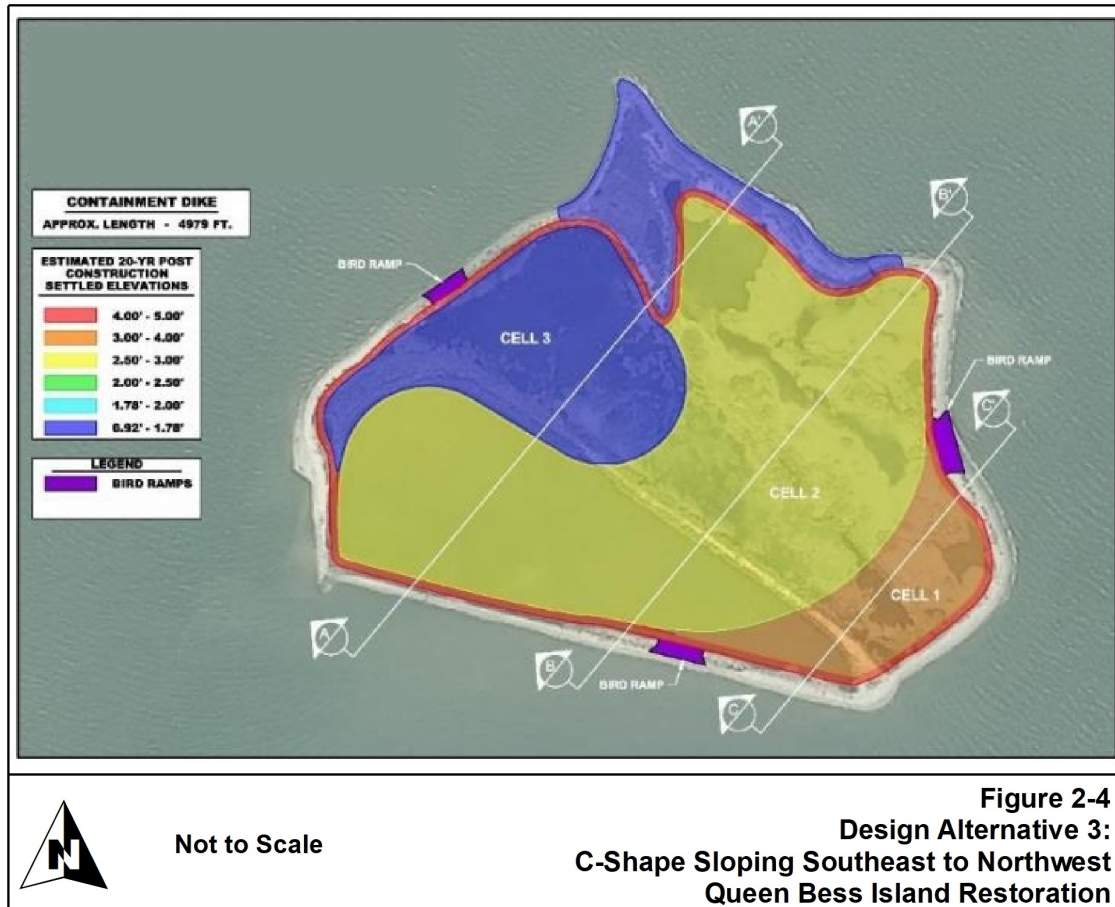 CONTAINMENT DIKE
APPROX. LENGTH - 4979 FT.
ESTIMATED 20-YR POST
CONSTRUCTION
SETTLED ELEVATIONS
4.00' - 5.00'
3.00' - 4.00'
2.50' - 3.00'
2.00' - 2.50'
1.78' - 2.00'
0.92' - 1.78'
LEGEND
BIRD RAMPS
A'
B'
BIRD RAMP
CELL 3
BIRD RAMP
C'
CELL 2
CELL 1
A
B
BIRD RAMP
C
N
Not to Scale
Figure 2-4
Design Alternative 3:
C-Shape Sloping Southeast to Northwest
Queen Bess Island Restoration